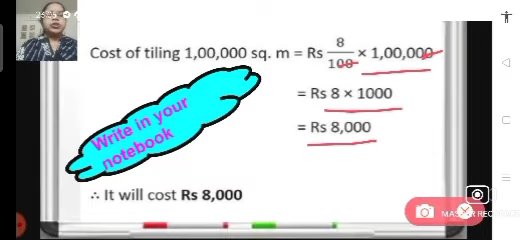 Cost of tiling 1,00,000 sq. m = Rs 8/100 × 1,00,000
= Rs 8 × 1000
= Rs 8,000
Write in your
notebook
∴ It will cost Rs 8,000